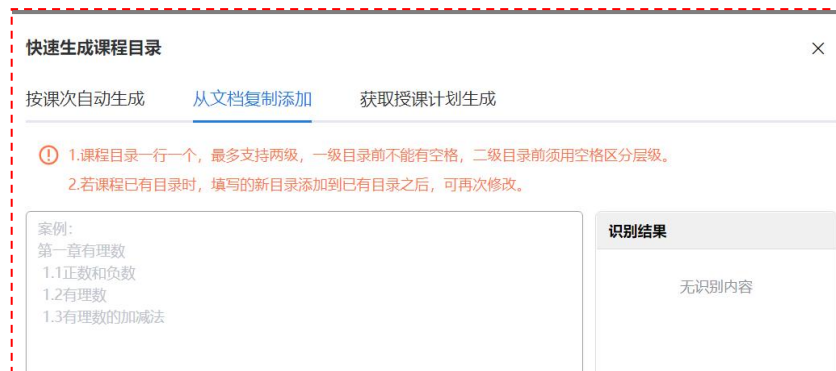 快速生成课程目录
按课次自动生成 从文档复制添加 获取授课计划生成
1.课程目录一行一个，最多支持两级，一级目录前不能有空格，二级目录前须用空格区分层级。
2.若课程已有目录时，填写的新目录添加到已有目录之后，可再次修改。
案例：
第一章有理数
1.1正数和负数
1.2有理数
1.3有理数的加减法
识别结果
无识别内容